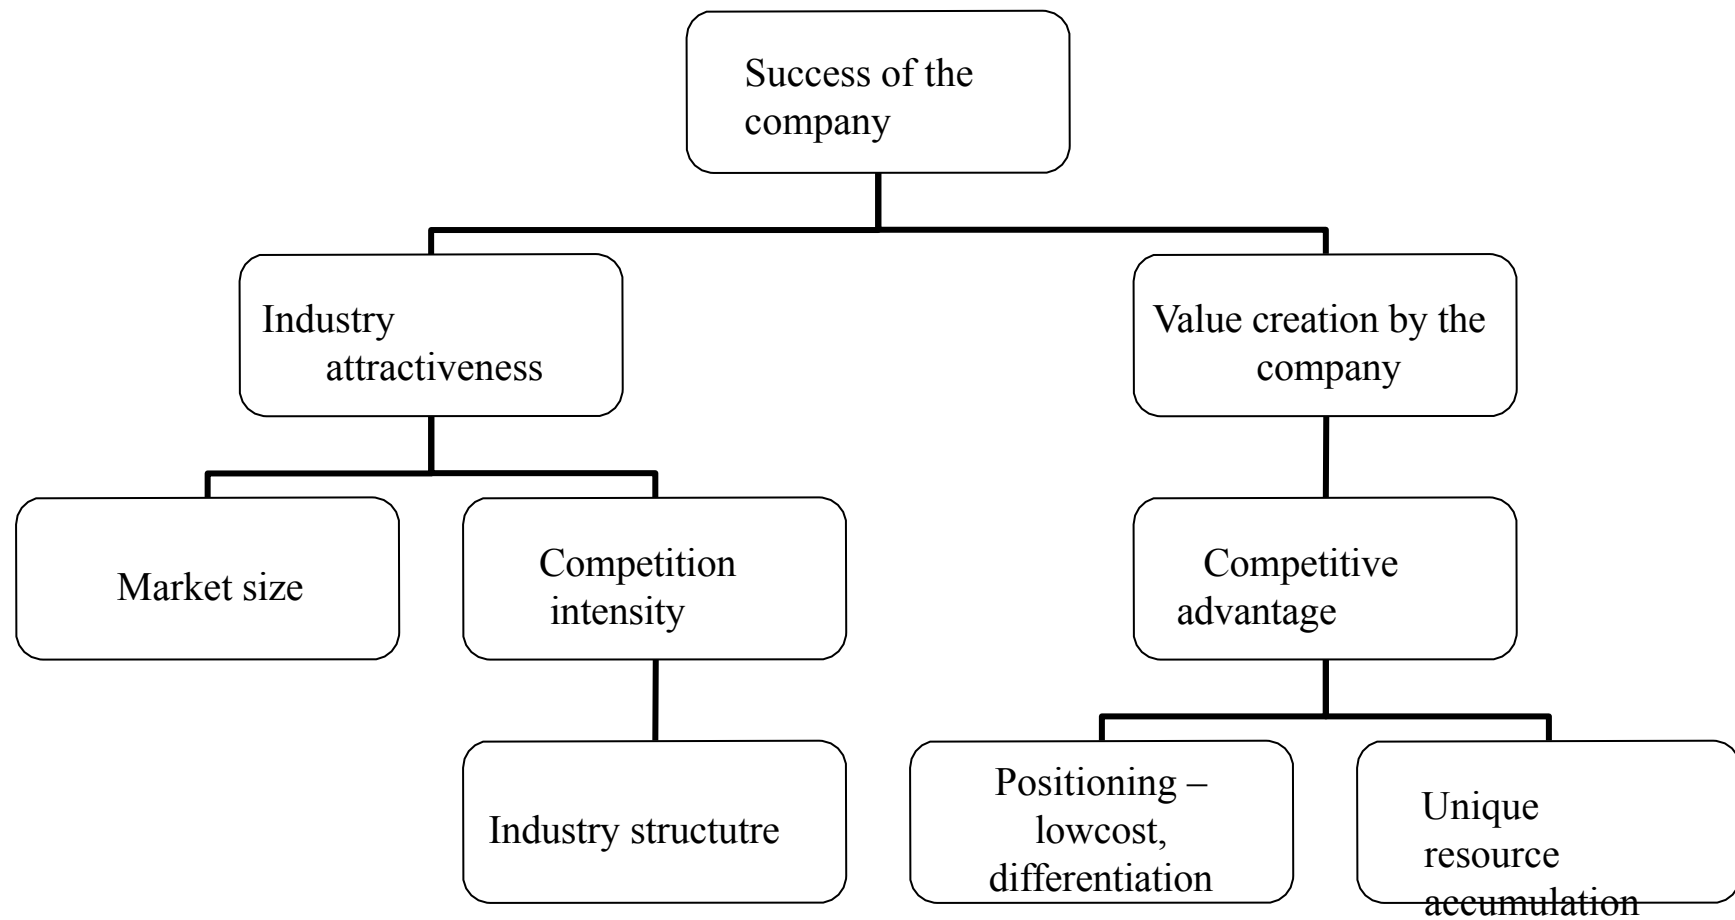 Success of the
company
Industry
attractiveness
Value creation by the
company
Market size
Competition
intensity
Competitive
advantage
Industry structutre
Positioning –
lowcost,
differentiation
Unique
resource
accumulation